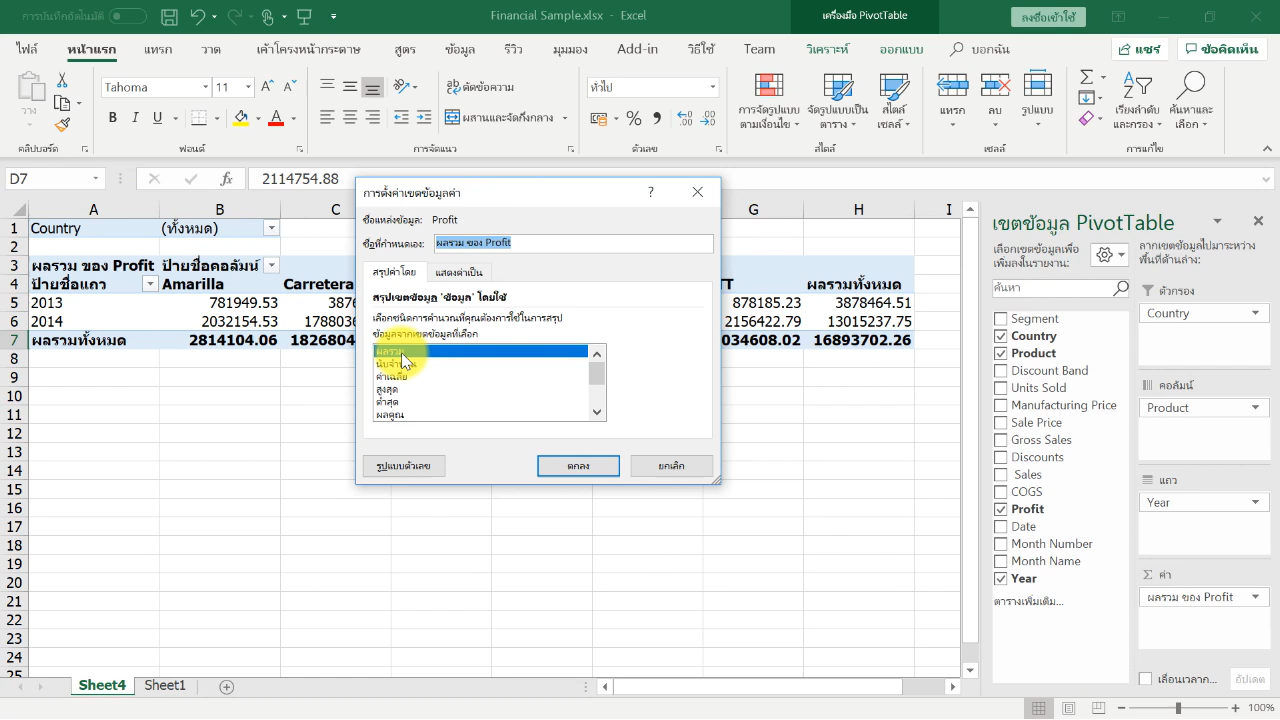 การบันทึกอัตโนมัติ
Financial Sample.xlsx - Excel
เครื่องมือ PivotTable
ลงชื่อเข้าใช้
ไฟล์ หน้าแรก แทรก วาด เค้าโครงหน้ากระดาษ สูตร ข้อมูล รีวิว มุมมอง Add-in วิธีใช้ Team วิเคราะห์ ออกแบบ บอกฉัน แชร์ ข้อคิดเห็น
วาง
Tahoma 11
B I U
ตัดข้อความ
ผสานและจัดกึ่งกลาง
ทั่วไป
การจัดรูปแบบตามเงื่อนไข
จัดรูปแบบเป็นตาราง
สไตล์เซลล์
แทรก ลบ รูปแบบ
เรียงลำดับและกรอง
ค้นหาและเลือก
คลิปบอร์ด ฟอนต์ การจัดแนว ตัวเลข สไตล์ เซลล์ การแก้ไข
D7 fx 2114754.88
A B C G H I
1 Country (ทั้งหมด)
2
3 ผลรวม ของ Profit ป้ายชื่อคอลัมน์
4 ป้ายชื่อแถว Amarilla Carretera TT ผลรวมทั้งหมด
5 2013 781949.53 3876 878185.23 3878464.51
6 2014 2032154.53 1788036 2156422.79 13015237.75
7 ผลรวมทั้งหมด 2814104.06 1826804 034608.02 16893702.26
8
9
10
11
12
13
14
15
16
17
18
19
20
21
22
23
24
25
การตั้งค่าเขตข้อมูลค่า ?
ชื่อแหล่งข้อมูล: Profit
ชื่อที่กำหนดเอง: ผลรวม ของ Profit
สรุปค่าโดย แสดงค่าเป็น
สรุปเขตข้อมูล 'ข้อมูล' โดยใช้
เลือกชนิดการคำนวณที่คุณต้องการใช้ในการสรุป
ข้อมูลจากเขตข้อมูลที่เลือก
ผลรวม
นับจำนวน
ค่าเฉลี่ย
สูงสุด
ต่ำสุด
ผลคูณ
รูปแบบตัวเลข ตกลง ยกเลิก
เขตข้อมูล PivotTable
เลือกเขตข้อมูลเพื่อ
เพิ่มลงในรายงาน:
ค้นหา
Segment
Country
Product
Discount Band
Units Sold
Manufacturing Price
Sale Price
Gross Sales
Discounts
Sales
COGS
Profit
Date
Month Number
Month Name
Year
ตารางเพิ่มเติม...
ลากเขตข้อมูลไปมาระหว่าง
พื้นที่ด้านล่าง:
ตัวกรอง
Country
คอลัมน์
Product
แถว
Year
Σ ค่า
ผลรวม ของ Profit
เลื่อนเวลาก... อัปเดต
Sheet4 Sheet1
100%